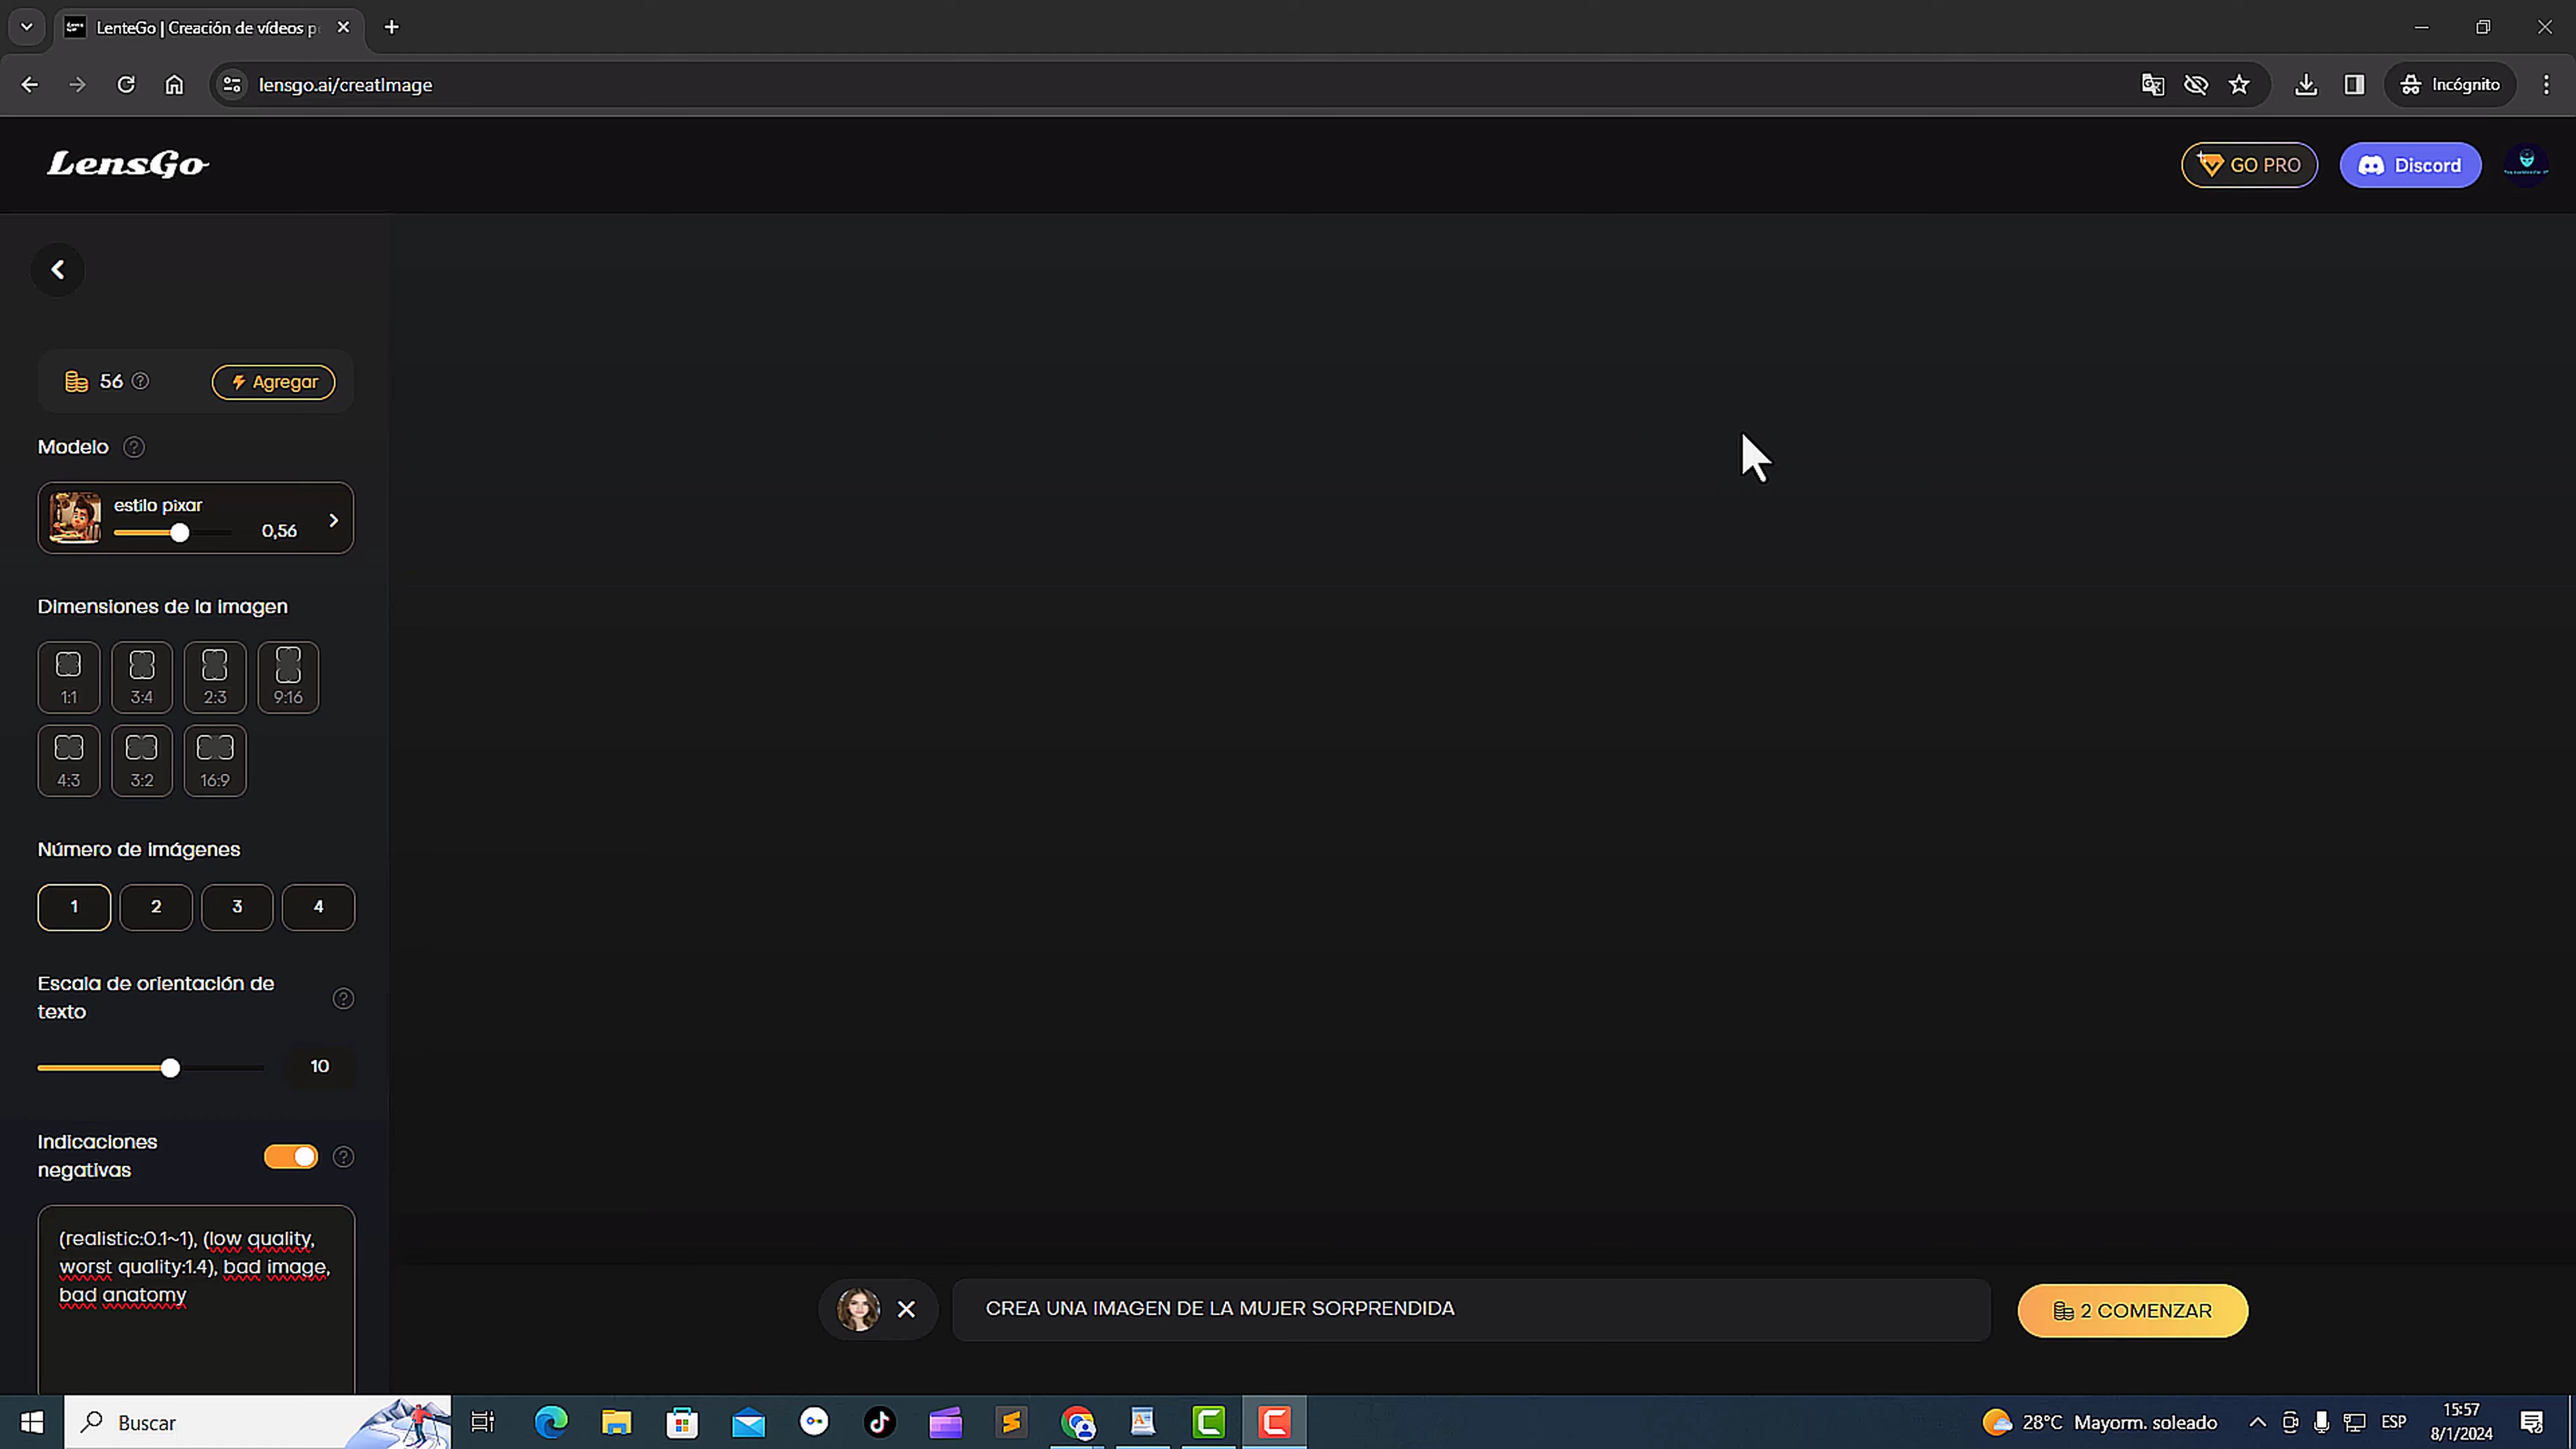 LenteGo | Creación de vídeos p
lensgo.ai/creatImage
Incógnito
LensGo
GO PRO
Discord
56
Agregar
Modelo
estilo pixar
0,56
Dimensiones de la imagen
1:1
3:4
2:3
9:16
4:3
3:2
16:9
Número de imágenes
1
2
3
4
Escala de orientación de
texto
10
Indicaciones
negativas
(realistic:0.1~1), (low quality,
worst quality:1.4), bad image,
bad anatomy
CREA UNA IMAGEN DE LA MUJER SORPRENDIDA
2 COMENZAR
Buscar
28°C Mayorm. soleado
ESP
15:57
8/1/2024